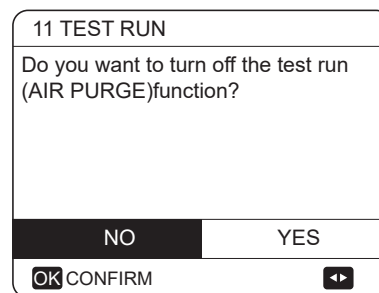 11 TEST RUN
Do you want to turn off the test run
(AIR PURGE)function?
NO YES
OK CONFIRM